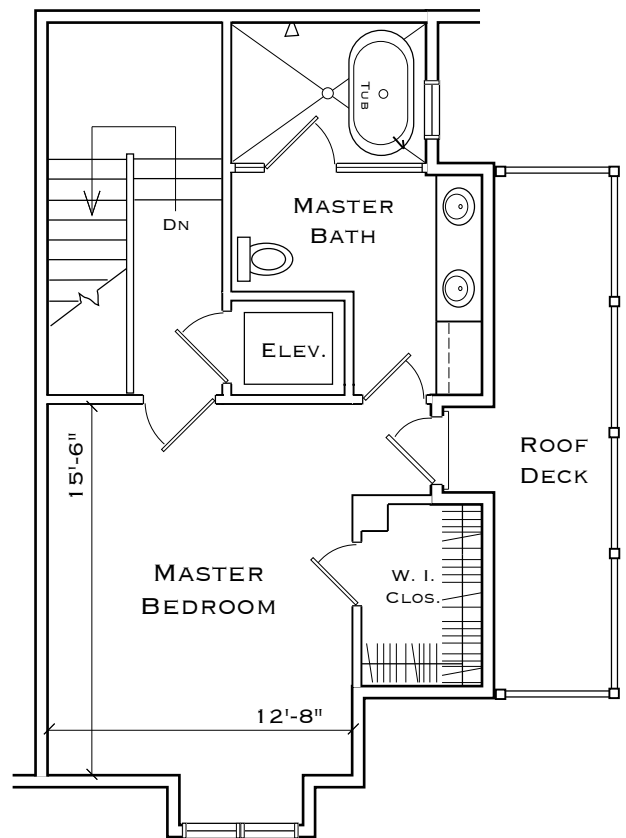 TUB
MASTER
BATH
DN
ELEV.
15'-6"
ROOF
DECK
MASTER
BEDROOM
W. I.
CLOS.
12'-8"